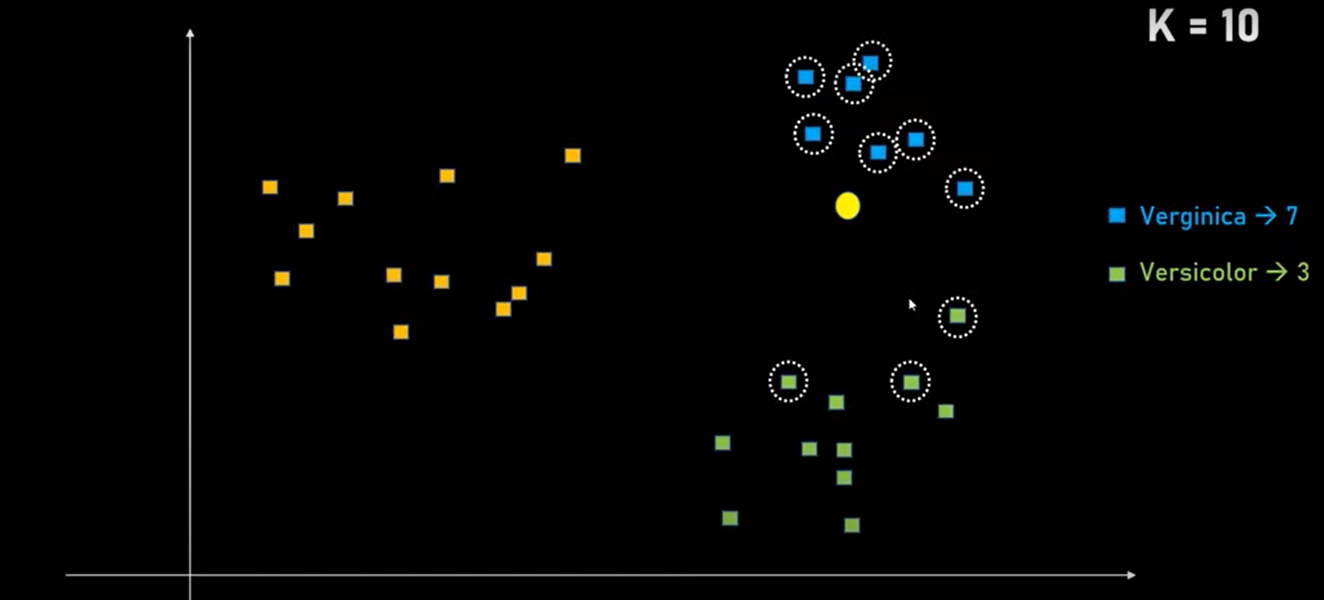 K = 10
Verginica → 7
Versicolor → 3